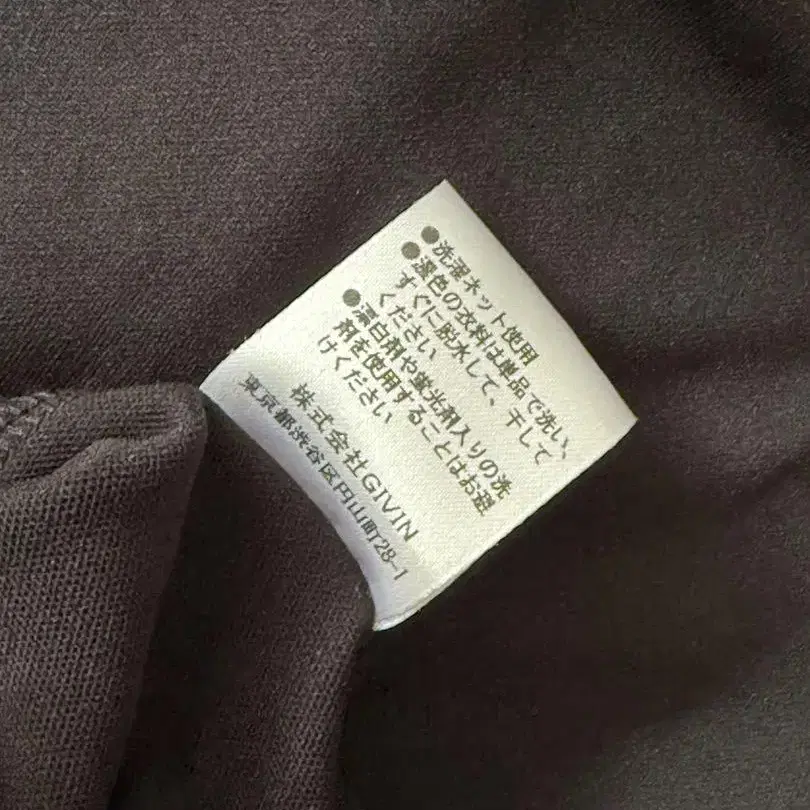 ●洗濯ネット使用
●濃色の衣料は単品で洗い、
すぐに脱水して、干して
ください
●漂白剤や蛍光剤入りの洗
剤を使用することはお避
けください
株式会社GIVIN
東京都渋谷区円山町28-1